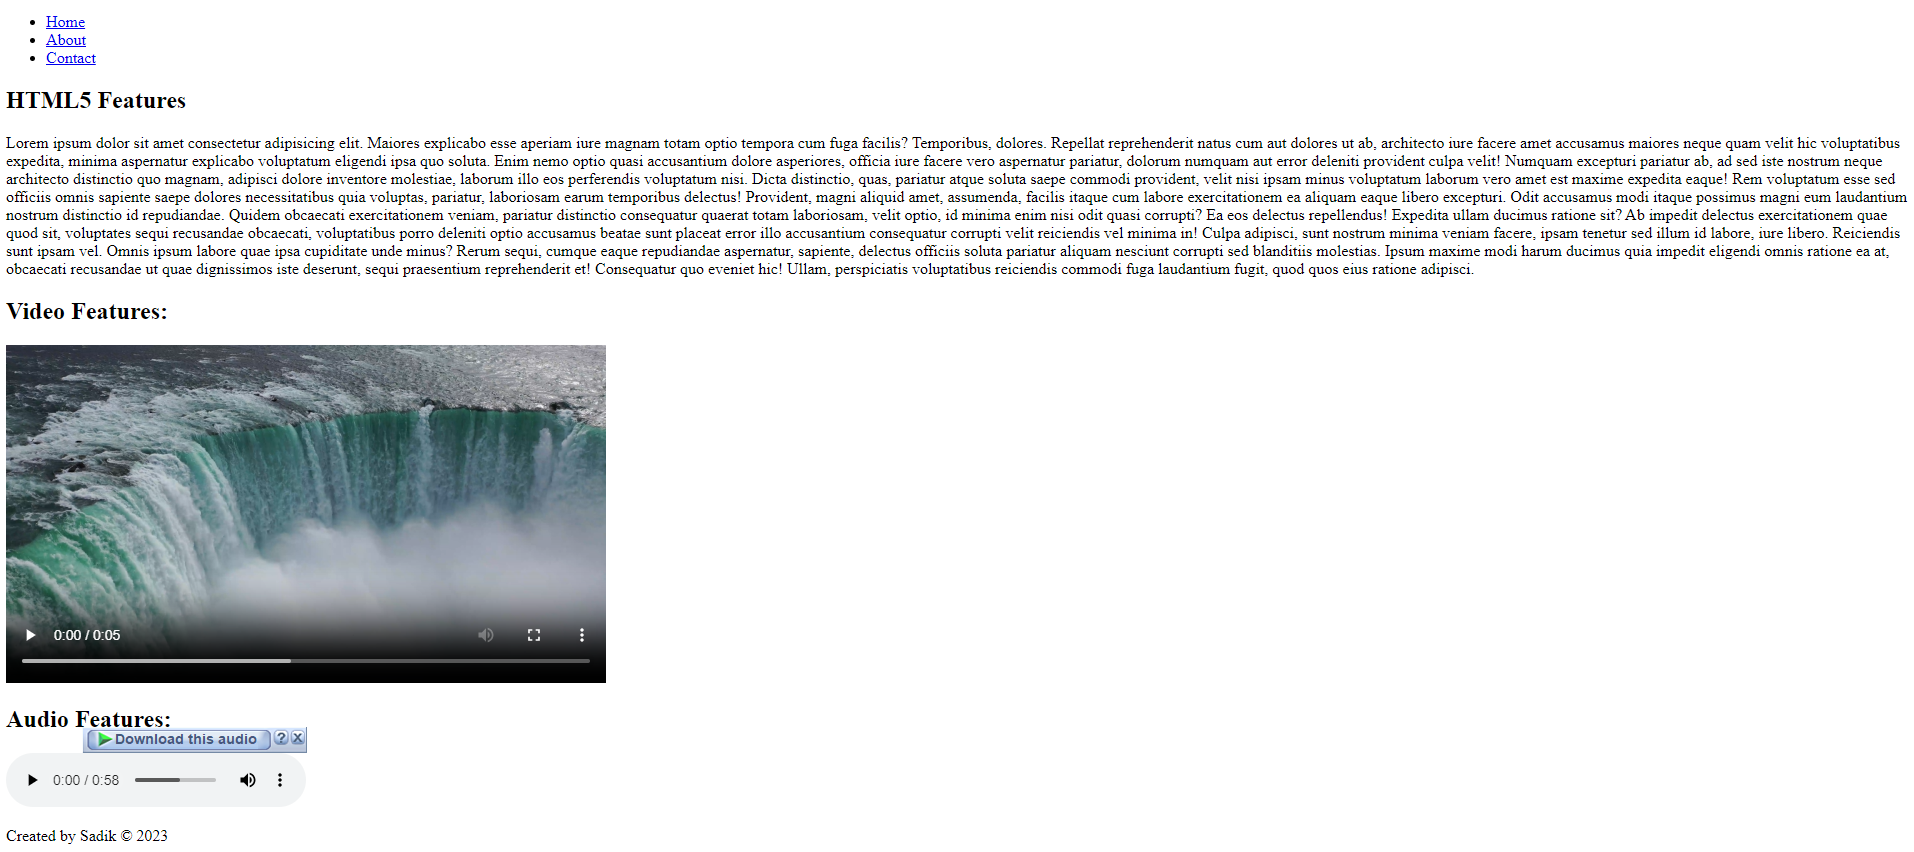 Home
About
Contact
HTML5 Features
Lorem ipsum dolor sit amet consectetur adipisicing elit. Maiores explicabo esse aperiam iure magnam totam optio tempora cum fuga facilis? Temporibus, dolores. Repellat reprehenderit natus cum aut dolores ut ab, architecto iure facere amet accusamus maiores neque quam velit hic voluptatibus
expedita, minima aspernatur explicabo voluptatum eligendi ipsa quo soluta. Enim nemo optio quasi accusantium dolore asperiores, officia iure facere vero aspernatur pariatur, dolorum numquam aut error deleniti provident culpa velit! Numquam excepturi pariatur ab, ad sed iste nostrum neque
architecto distinctio quo magnam, adipisci dolore inventore molestiae, laborum illo eos perferendis voluptatum nisi. Dicta distinctio, quas, pariatur atque soluta saepe commodi provident, velit nisi ipsam minus voluptatum laborum vero amet est maxime expedita eaque! Rem voluptatum esse sed
officiis omnis sapiente saepe dolores necessitatibus quia voluptas, pariatur, laboriosam earum temporibus delectus! Provident, magni aliquid amet, assumenda, facilis itaque cum labore exercitationem ea aliquam eaque libero excepturi. Odit accusamus modi itaque possimus magni eum laudantium
nostrum distinctio id repudiandae. Quidem obcaecati exercitationem veniam, pariatur distinctio consequatur quaerat totam laboriosam, velit optio, id minima enim nisi odit quasi corrupti? Ea eos delectus repellendus! Expedita ullam ducimus ratione sit? Ab impedit delectus exercitationem quae
quod sit, voluptates sequi recusandae obcaecati, voluptatibus porro deleniti optio accusamus beatae sunt placeat error illo accusantium consequatur corrupti velit reiciendis vel minima in! Culpa adipisci, sunt nostrum minima veniam facere, ipsam tenetur sed illum id labore, iure libero. Reiciendis
sunt ipsam vel. Omnis ipsum labore quae ipsa cupiditate unde minus? Rerum sequi, cumque eaque repudiandae aspernatur, sapiente, delectus officiis soluta pariatur aliquam nesciunt corrupti sed blanditiis molestias. Ipsum maxime modi harum ducimus quia impedit eligendi omnis ratione ea at,
obcaecati recusandae ut quae dignissimos iste deserunt, sequi praesentium reprehenderit et! Consequatur quo eveniet hic! Ullam, perspiciatis voluptatibus reiciendis commodi fuga laudantium fugit, quod quos eius ratione adipisci.
Video Features:
0:00 / 0:05
Audio Features:
Download this audio ? X
0:00 / 0:58
Created by Sadik © 2023